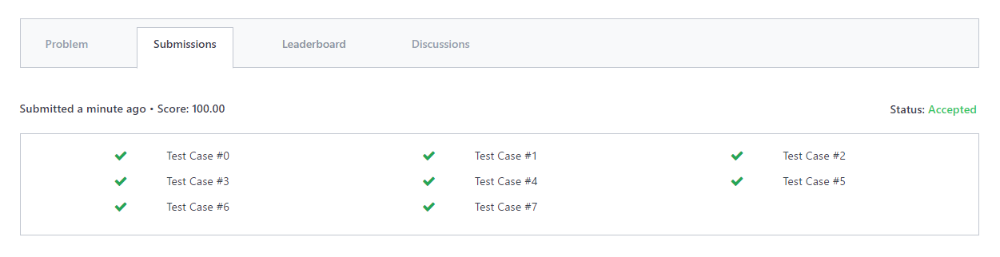 Problem Submissions Leaderboard Discussions
Submitted a minute ago • Score: 100.00 Status: Accepted
Test Case #0 Test Case #1 Test Case #2
Test Case #3 Test Case #4 Test Case #5
Test Case #6 Test Case #7